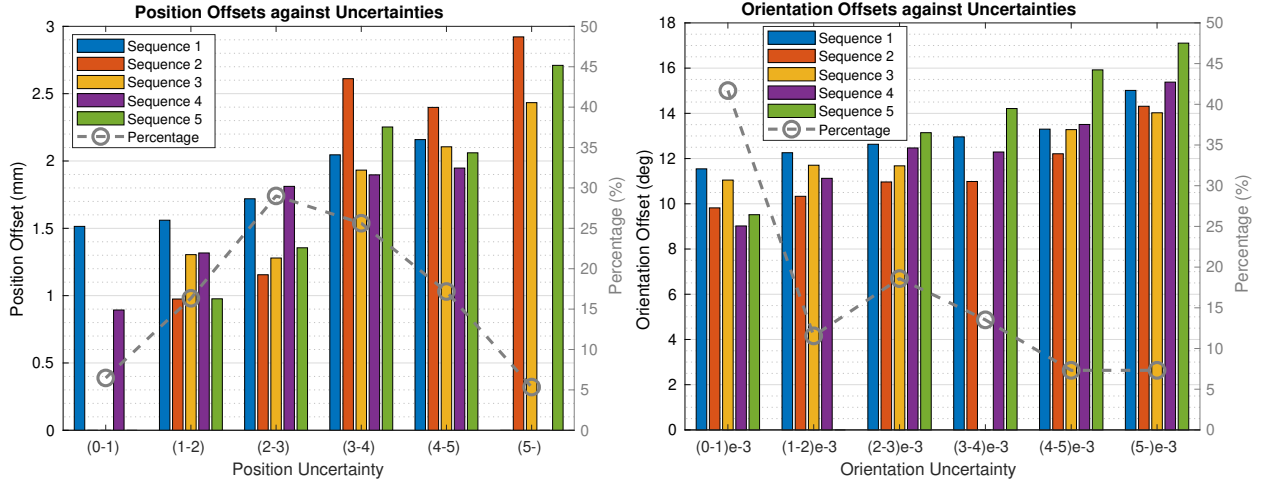 Position Offsets against Uncertainties
3
2.5
2
1.5
1
0.5
0
Position Offset (mm)
Sequence 1
Sequence 2
Sequence 3
Sequence 4
Sequence 5
Percentage
50
45
40
35
30
25
20
15
10
5
0
Percentage (%)
(0-1) (1-2) (2-3) (3-4) (4-5) (5-)
Position Uncertainty
Orientation Offsets against Uncertainties
18
16
14
12
10
8
6
4
2
0
Orientation Offset (deg)
Sequence 1
Sequence 2
Sequence 3
Sequence 4
Sequence 5
Percentage
50
45
40
35
30
25
20
15
10
5
0
Percentage (%)
(0-1)e-3 (1-2)e-3 (2-3)e-3 (3-4)e-3 (4-5)e-3 (5-)e-3
Orientation Uncertainty